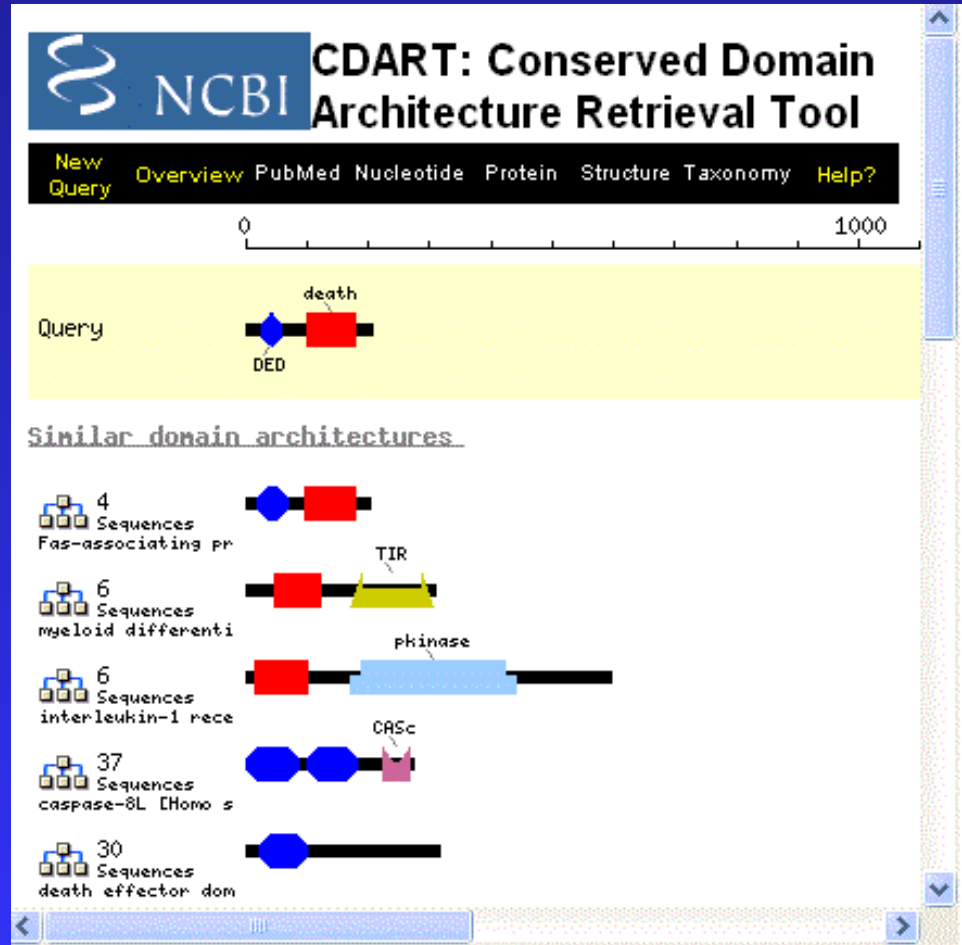 NCBI
CDART: Conserved Domain
Architecture Retrieval Tool
New Query Overview PubMed Nucleotide Protein Structure Taxonomy Help?
0 1000
death
Query
DED
Similar domain architectures
4
Sequences
Fas-associating pr
TIR
6
Sequences
myeloid differenti
pkinase
6
Sequences
interleukin-1 rece
CASc
37
Sequences
caspase-8L [Homo s
30
Sequences
death effector dom